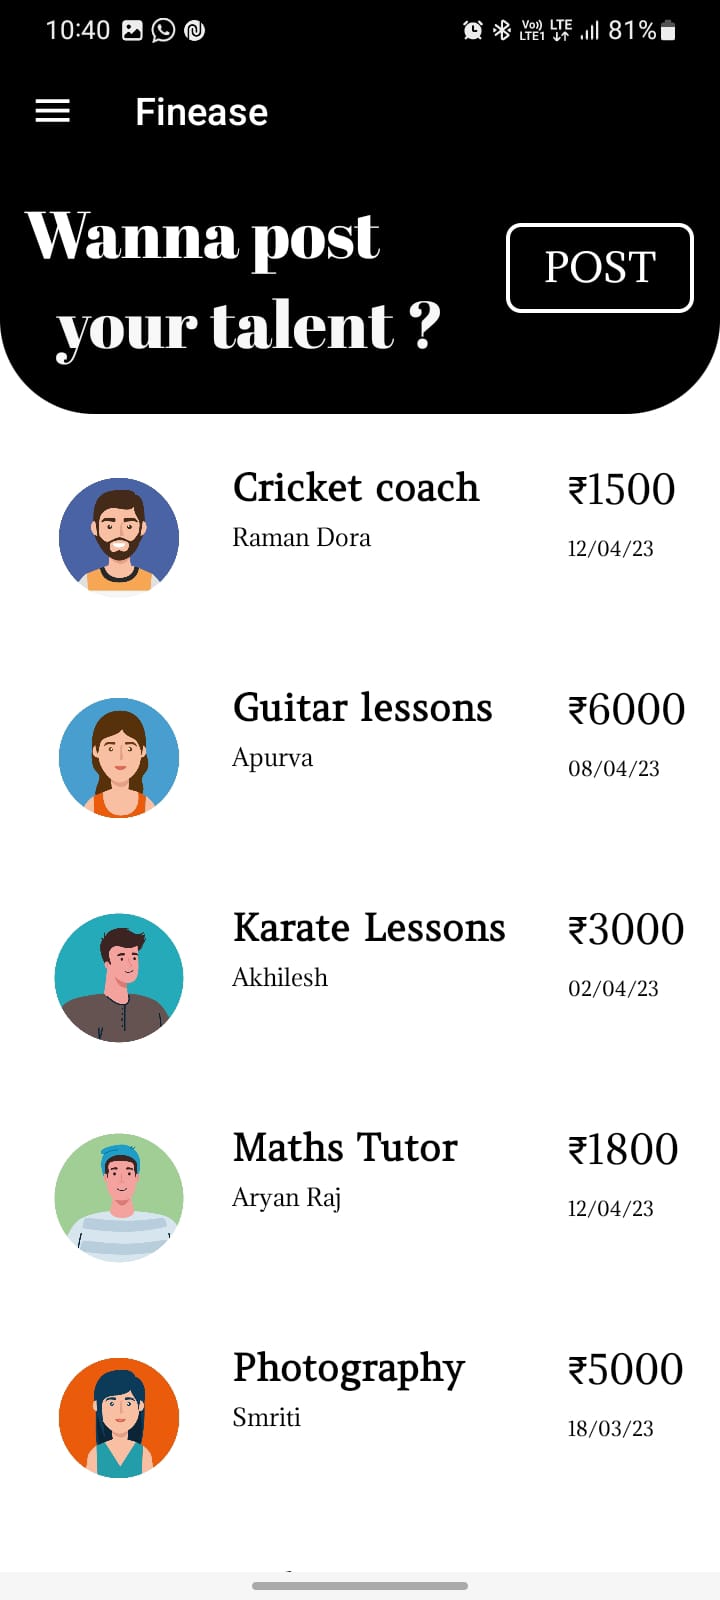 10:40 Vo)) LTE1 LTE 81%
Finease
Wanna post
your talent ?
POST
Cricket coach ₹1500
Raman Dora 12/04/23
Guitar lessons ₹6000
Apurva 08/04/23
Karate Lessons ₹3000
Akhilesh 02/04/23
Maths Tutor ₹1800
Aryan Raj 12/04/23
Photography ₹5000
Smriti 18/03/23